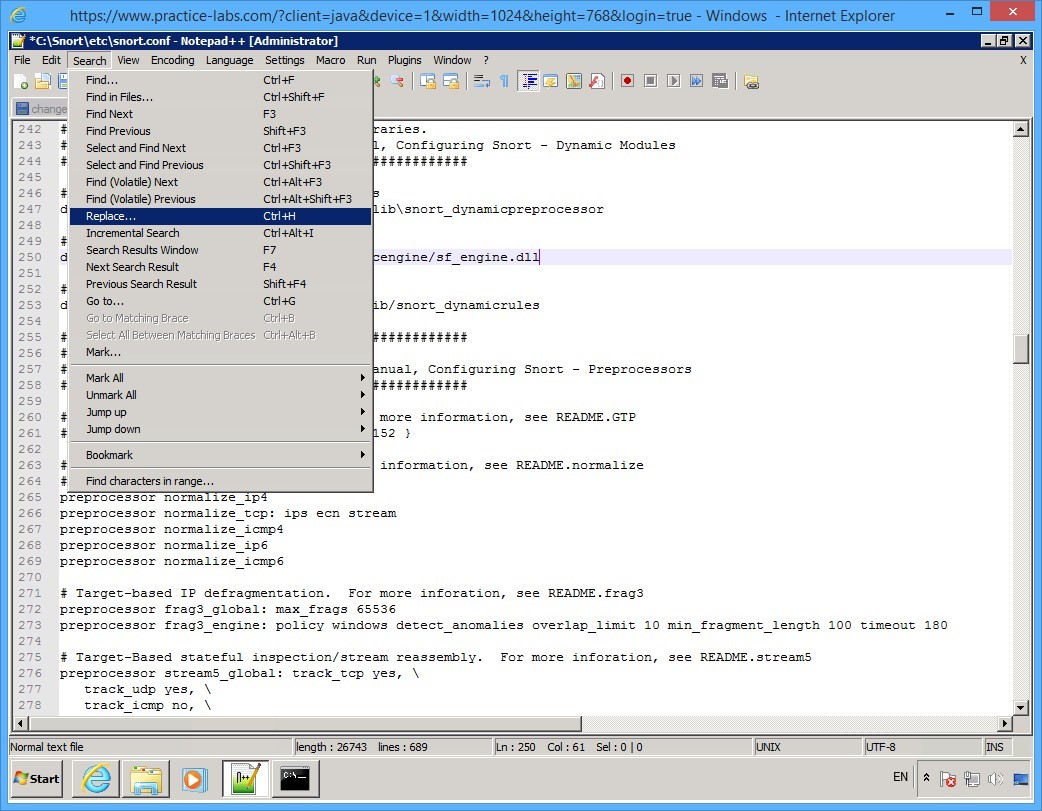 https://www.practice-labs.com/?client=java&device=1&width=1024&height=768&login=true - Windows - Internet Explorer
*C:\Snort\etc\snort.conf - Notepad++ [Administrator]
File Edit Search View Encoding Language Settings Macro Run Plugins Window ? X
change
Find... Ctrl+F
Find in Files... Ctrl+Shift+F
Find Next F3
Find Previous Shift+F3
Select and Find Next Ctrl+F3
Select and Find Previous Ctrl+Shift+F3
Find (Volatile) Next Ctrl+Alt+F3
Find (Volatile) Previous Ctrl+Alt+Shift+F3
Replace... Ctrl+H
Incremental Search Ctrl+Alt+I
Search Results Window F7
Next Search Result F4
Previous Search Result Shift+F4
Go to... Ctrl+G
Go to Matching Brace Ctrl+B
Select All Between Matching Braces Ctrl+Alt+B
Mark...
Mark All
Unmark All
Jump up
Jump down
Bookmark
Find characters in range...
242 # raries.
243 # l, Configuring Snort - Dynamic Modules
244 # ############
245
246 # s
247 d lib\snort_dynamicpreprocessor
248
249 #
250 d cengine/sf_engine.dll
251
252 #
253 d ib/snort_dynamicrules
254
255 # ############
256 #
257 # anual, Configuring Snort - Preprocessors
258 # ############
259
260 # more information, see README.GTP
261 # 152 }
262
263 # information, see README.normalize
264 #
265 preprocessor normalize_ip4
266 preprocessor normalize_tcp: ips ecn stream
267 preprocessor normalize_icmp4
268 preprocessor normalize_ip6
269 preprocessor normalize_icmp6
270
271 # Target-based IP defragmentation.  For more inforation, see README.frag3
272 preprocessor frag3_global: max_frags 65536
273 preprocessor frag3_engine: policy windows detect_anomalies overlap_limit 10 min_fragment_length 100 timeout 180
274
275 # Target-Based stateful inspection/stream reassembly.  For more inforation, see README.stream5
276 preprocessor stream5_global: track_tcp yes, \
277 track_udp yes, \
278 track_icmp no, \
Normal text file length : 26743 lines : 689 Ln : 250 Col : 61 Sel : 0 | 0 UNIX UTF-8 INS
Start EN